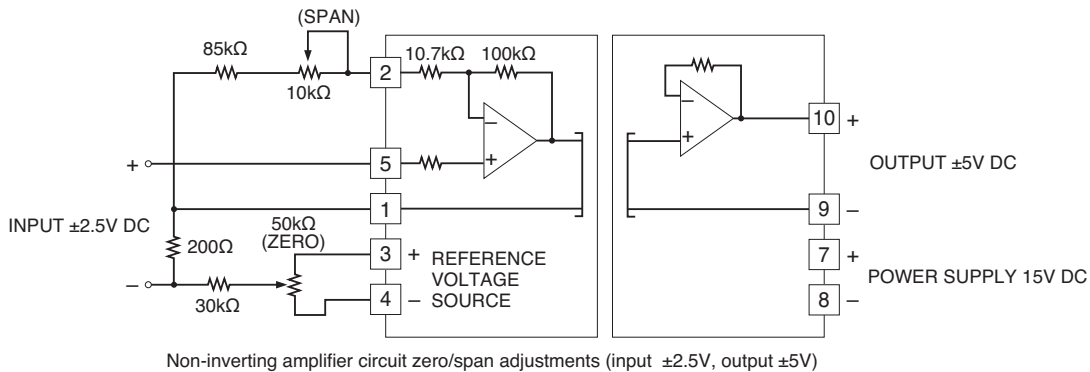 (SPAN)
85kΩ
10kΩ
2
10.7kΩ
100kΩ
−
+
−
+
10 +
OUTPUT ±5V DC
9 −
+
5
1
INPUT ±2.5V DC
200Ω
50kΩ
(ZERO)
3 + REFERENCE
VOLTAGE
4 − SOURCE
−
30kΩ
7 +
POWER SUPPLY 15V DC
8 −
Non-inverting amplifier circuit zero/span adjustments (input ±2.5V, output ±5V)